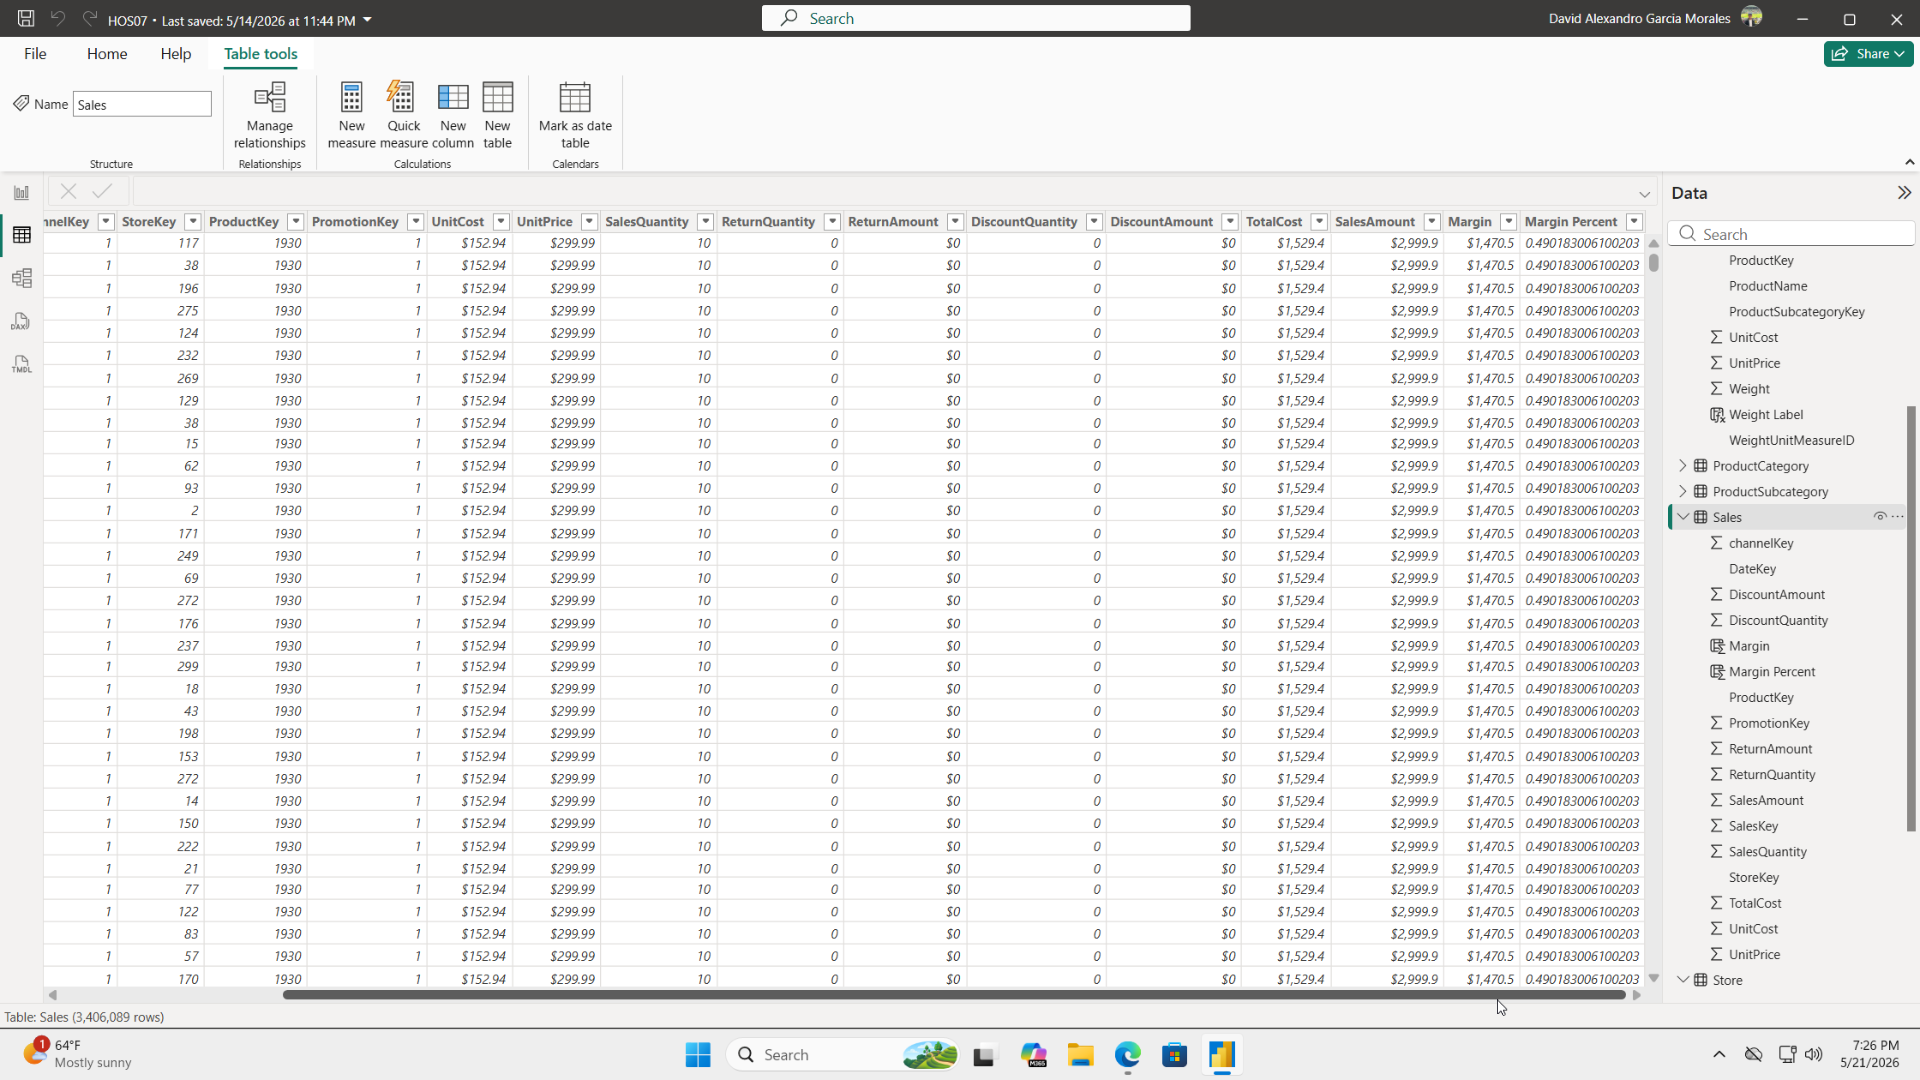 HOS07 • Last saved: 5/14/2026 at 11:44 PM
Search
David Alexandro Garcia Morales
File Home Help Table tools
Share
Name Sales
Manage relationships
New measure
Quick measure
New column
New table
Mark as date table
Structure Relationships Calculations Calendars
DAX
TMDL
nnelKey StoreKey ProductKey PromotionKey UnitCost UnitPrice SalesQuantity ReturnQuantity ReturnAmount DiscountQuantity DiscountAmount TotalCost SalesAmount Margin Margin Percent
1 117 1930 1 $152.94 $299.99 10 0 $0 0 $0 $1,529.4 $2,999.9 $1,470.5 0.490183006100203
1 38 1930 1 $152.94 $299.99 10 0 $0 0 $0 $1,529.4 $2,999.9 $1,470.5 0.490183006100203
1 196 1930 1 $152.94 $299.99 10 0 $0 0 $0 $1,529.4 $2,999.9 $1,470.5 0.490183006100203
1 275 1930 1 $152.94 $299.99 10 0 $0 0 $0 $1,529.4 $2,999.9 $1,470.5 0.490183006100203
1 124 1930 1 $152.94 $299.99 10 0 $0 0 $0 $1,529.4 $2,999.9 $1,470.5 0.490183006100203
1 232 1930 1 $152.94 $299.99 10 0 $0 0 $0 $1,529.4 $2,999.9 $1,470.5 0.490183006100203
1 269 1930 1 $152.94 $299.99 10 0 $0 0 $0 $1,529.4 $2,999.9 $1,470.5 0.490183006100203
1 129 1930 1 $152.94 $299.99 10 0 $0 0 $0 $1,529.4 $2,999.9 $1,470.5 0.490183006100203
1 38 1930 1 $152.94 $299.99 10 0 $0 0 $0 $1,529.4 $2,999.9 $1,470.5 0.490183006100203
1 15 1930 1 $152.94 $299.99 10 0 $0 0 $0 $1,529.4 $2,999.9 $1,470.5 0.490183006100203
1 62 1930 1 $152.94 $299.99 10 0 $0 0 $0 $1,529.4 $2,999.9 $1,470.5 0.490183006100203
1 93 1930 1 $152.94 $299.99 10 0 $0 0 $0 $1,529.4 $2,999.9 $1,470.5 0.490183006100203
1 2 1930 1 $152.94 $299.99 10 0 $0 0 $0 $1,529.4 $2,999.9 $1,470.5 0.490183006100203
1 171 1930 1 $152.94 $299.99 10 0 $0 0 $0 $1,529.4 $2,999.9 $1,470.5 0.490183006100203
1 249 1930 1 $152.94 $299.99 10 0 $0 0 $0 $1,529.4 $2,999.9 $1,470.5 0.490183006100203
1 69 1930 1 $152.94 $299.99 10 0 $0 0 $0 $1,529.4 $2,999.9 $1,470.5 0.490183006100203
1 272 1930 1 $152.94 $299.99 10 0 $0 0 $0 $1,529.4 $2,999.9 $1,470.5 0.490183006100203
1 176 1930 1 $152.94 $299.99 10 0 $0 0 $0 $1,529.4 $2,999.9 $1,470.5 0.490183006100203
1 237 1930 1 $152.94 $299.99 10 0 $0 0 $0 $1,529.4 $2,999.9 $1,470.5 0.490183006100203
1 299 1930 1 $152.94 $299.99 10 0 $0 0 $0 $1,529.4 $2,999.9 $1,470.5 0.490183006100203
1 18 1930 1 $152.94 $299.99 10 0 $0 0 $0 $1,529.4 $2,999.9 $1,470.5 0.490183006100203
1 43 1930 1 $152.94 $299.99 10 0 $0 0 $0 $1,529.4 $2,999.9 $1,470.5 0.490183006100203
1 198 1930 1 $152.94 $299.99 10 0 $0 0 $0 $1,529.4 $2,999.9 $1,470.5 0.490183006100203
1 153 1930 1 $152.94 $299.99 10 0 $0 0 $0 $1,529.4 $2,999.9 $1,470.5 0.490183006100203
1 272 1930 1 $152.94 $299.99 10 0 $0 0 $0 $1,529.4 $2,999.9 $1,470.5 0.490183006100203
1 14 1930 1 $152.94 $299.99 10 0 $0 0 $0 $1,529.4 $2,999.9 $1,470.5 0.490183006100203
1 150 1930 1 $152.94 $299.99 10 0 $0 0 $0 $1,529.4 $2,999.9 $1,470.5 0.490183006100203
1 222 1930 1 $152.94 $299.99 10 0 $0 0 $0 $1,529.4 $2,999.9 $1,470.5 0.490183006100203
1 21 1930 1 $152.94 $299.99 10 0 $0 0 $0 $1,529.4 $2,999.9 $1,470.5 0.490183006100203
1 77 1930 1 $152.94 $299.99 10 0 $0 0 $0 $1,529.4 $2,999.9 $1,470.5 0.490183006100203
1 122 1930 1 $152.94 $299.99 10 0 $0 0 $0 $1,529.4 $2,999.9 $1,470.5 0.490183006100203
1 83 1930 1 $152.94 $299.99 10 0 $0 0 $0 $1,529.4 $2,999.9 $1,470.5 0.490183006100203
1 57 1930 1 $152.94 $299.99 10 0 $0 0 $0 $1,529.4 $2,999.9 $1,470.5 0.490183006100203
1 170 1930 1 $152.94 $299.99 10 0 $0 0 $0 $1,529.4 $2,999.9 $1,470.5 0.490183006100203
Data
Search
ProductKey
ProductName
ProductSubcategoryKey
UnitCost
UnitPrice
Weight
Weight Label
WeightUnitMeasureID
ProductCategory
ProductSubcategory
Sales
channelKey
DateKey
DiscountAmount
DiscountQuantity
Margin
Margin Percent
ProductKey
PromotionKey
ReturnAmount
ReturnQuantity
SalesAmount
SalesKey
SalesQuantity
StoreKey
TotalCost
UnitCost
UnitPrice
Store
Table: Sales (3,406,089 rows)
1
64°F
Mostly sunny
Search
M365
7:26 PM
5/21/2026